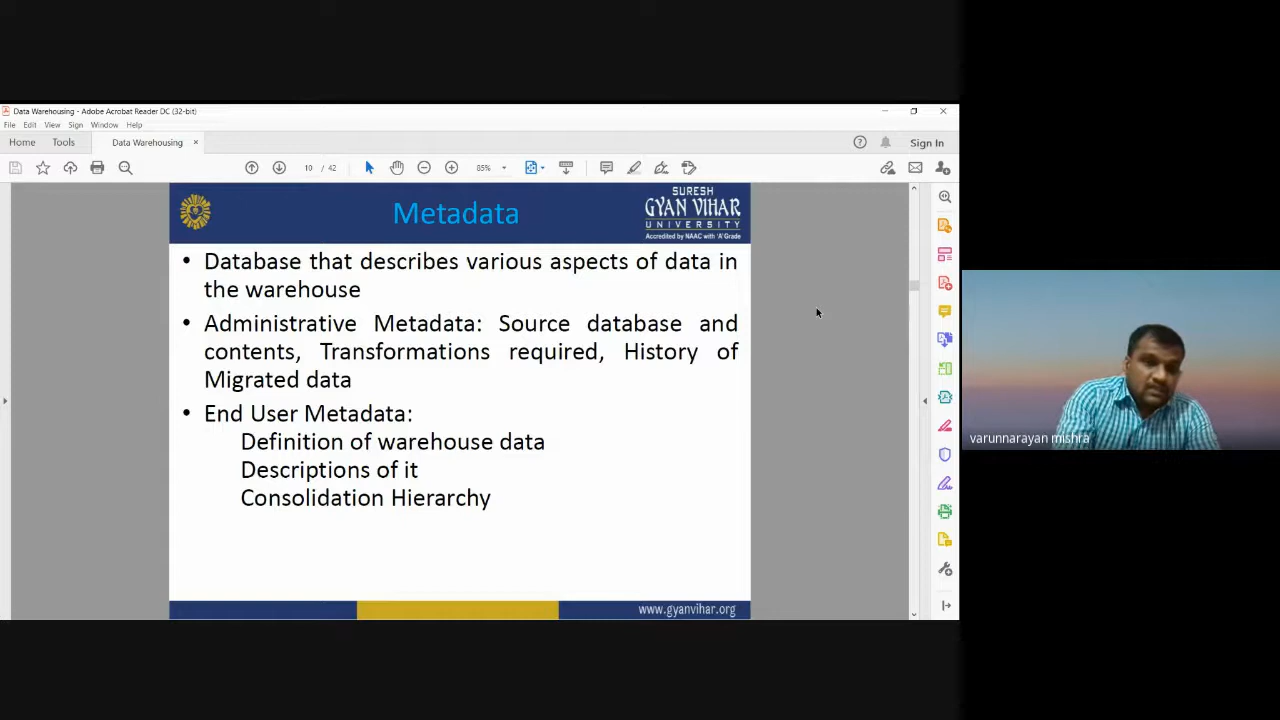 Data Warehousing - Adobe Acrobat Reader DC (32-bit)
File Edit View Sign Window Help
Home Tools Data Warehousing × Sign In
10 / 42 85%
Metadata
SURESH
GYAN VIHAR
UNIVERSITY
Accredited by NAAC with 'A' Grade
• Database that describes various aspects of data in
the warehouse
• Administrative Metadata: Source database and
contents, Transformations required, History of
Migrated data
• End User Metadata:
Definition of warehouse data
Descriptions of it
Consolidation Hierarchy
www.gyanvihar.org
varunnarayan mishra